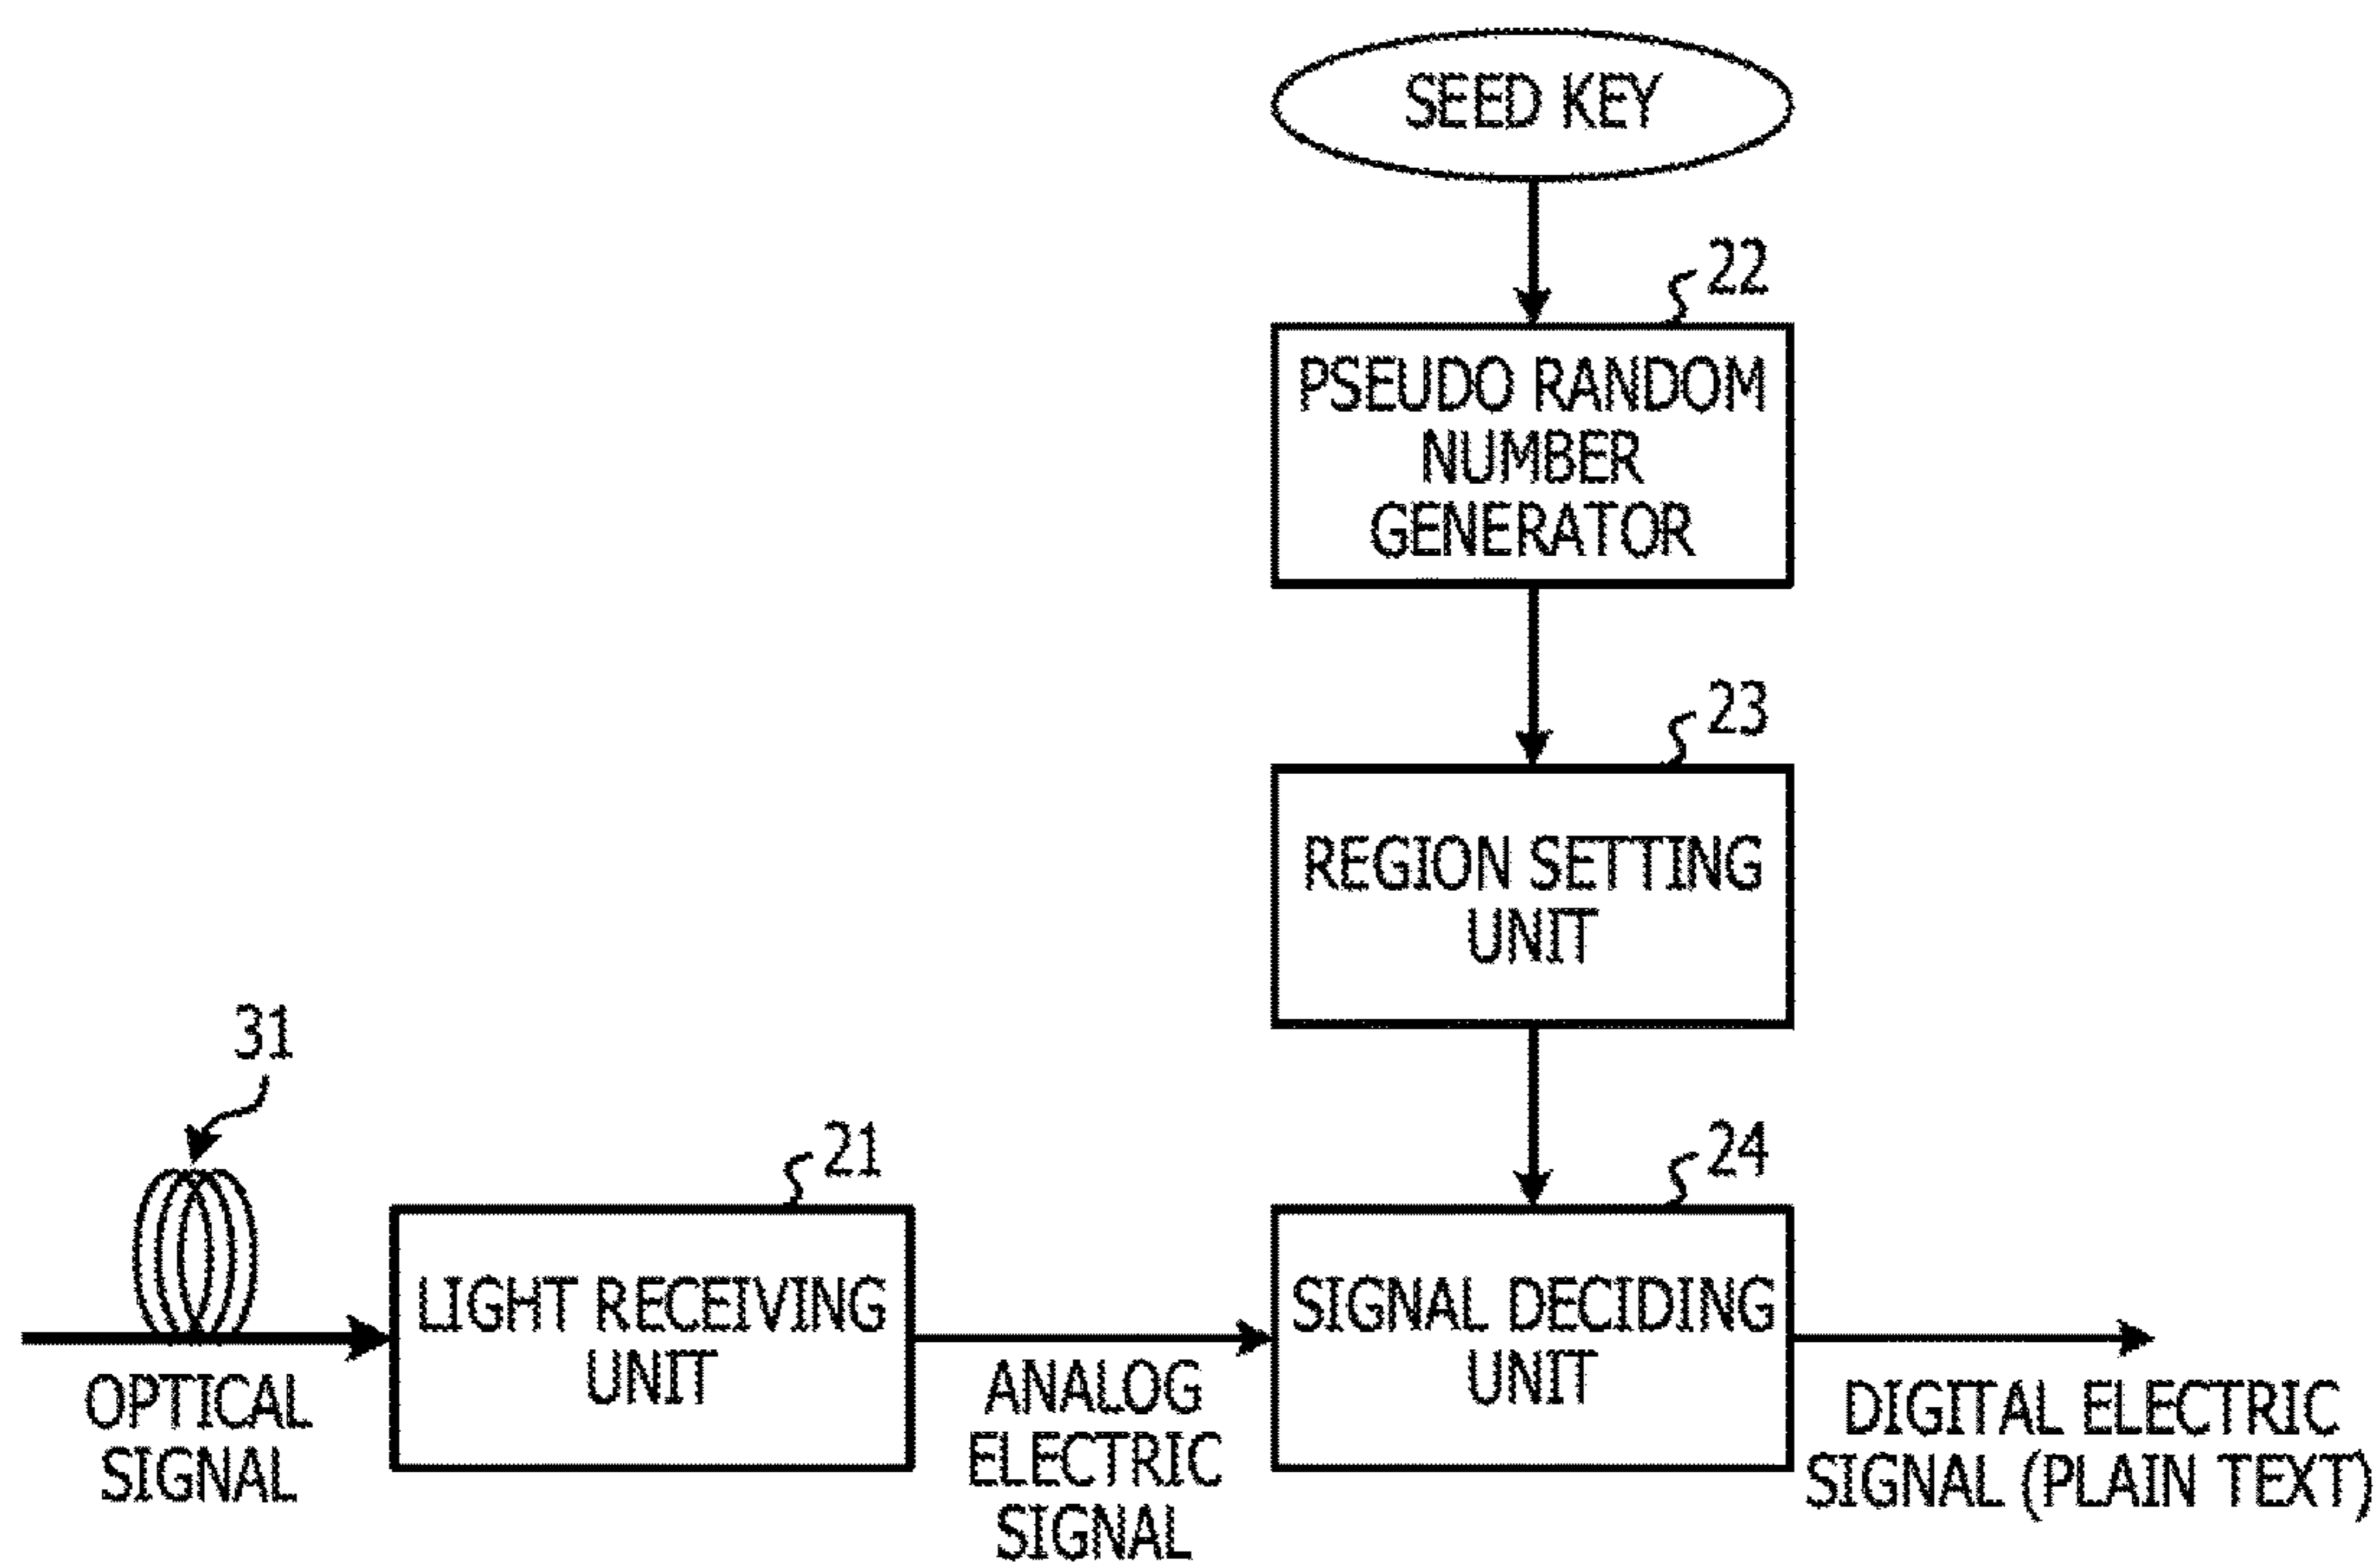 SEED KEY
22
PSEUDO RANDOM
NUMBER
GENERATOR
23
REGION SETTING
UNIT
31
21
24
LIGHT RECEIVING
UNIT
SIGNAL DECIDING
UNIT
OPTICAL
SIGNAL
ANALOG
ELECTRIC
SIGNAL
DIGITAL ELECTRIC
SIGNAL (PLAIN TEXT)